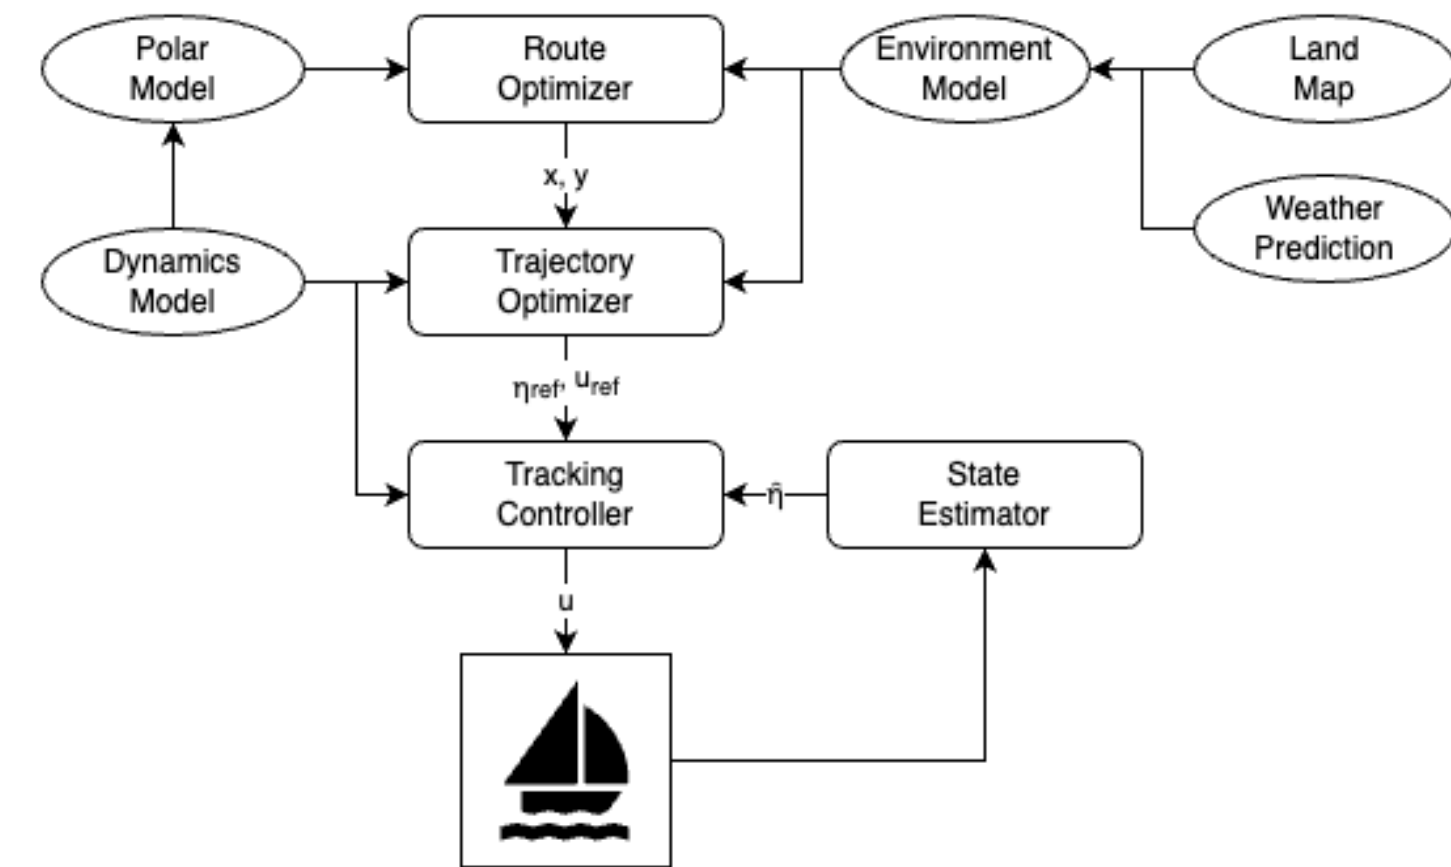 Polar
Model
Route
Optimizer
Environment
Model
Land
Map
x, y
Weather
Prediction
Dynamics
Model
Trajectory
Optimizer
ηref, uref
Tracking
Controller
η̂
State
Estimator
u